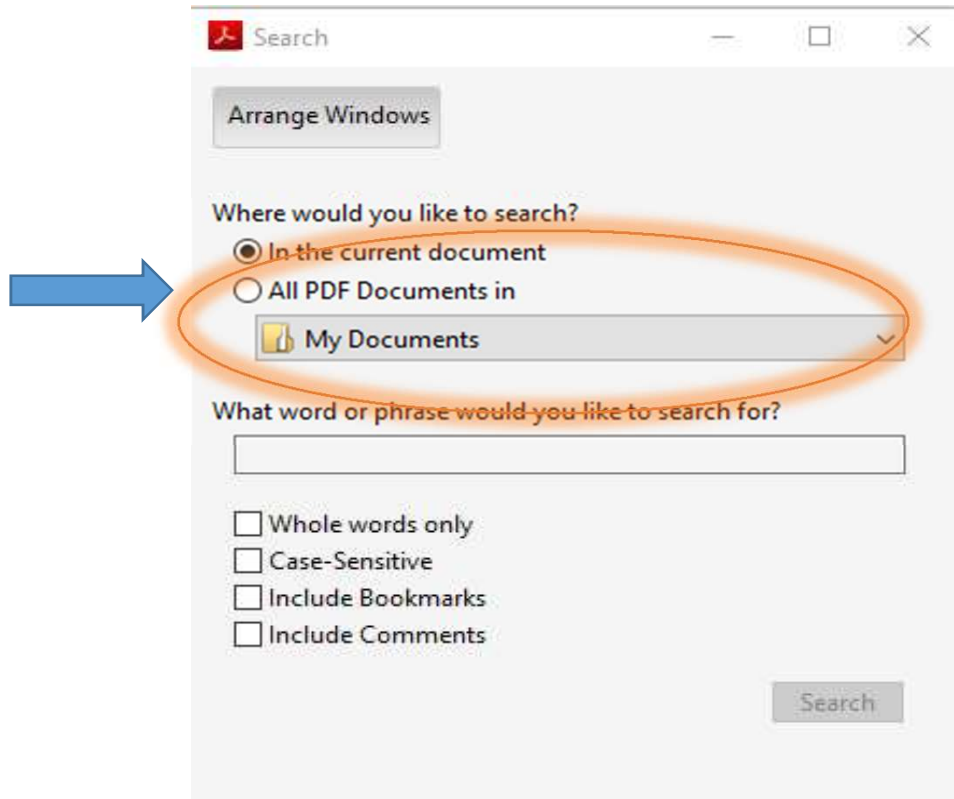 Search
Arrange Windows
Where would you like to search?
In the current document
All PDF Documents in
My Documents
What word or phrase would you like to search for?
Whole words only
Case-Sensitive
Include Bookmarks
Include Comments
Search